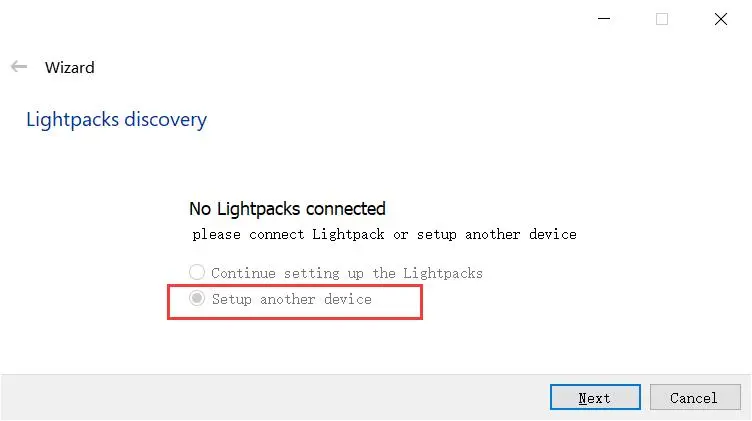 Wizard
Lightpacks discovery
No Lightpacks connected
please connect Lightpack or setup another device
Continue setting up the Lightpacks
Setup another device
Next
Cancel